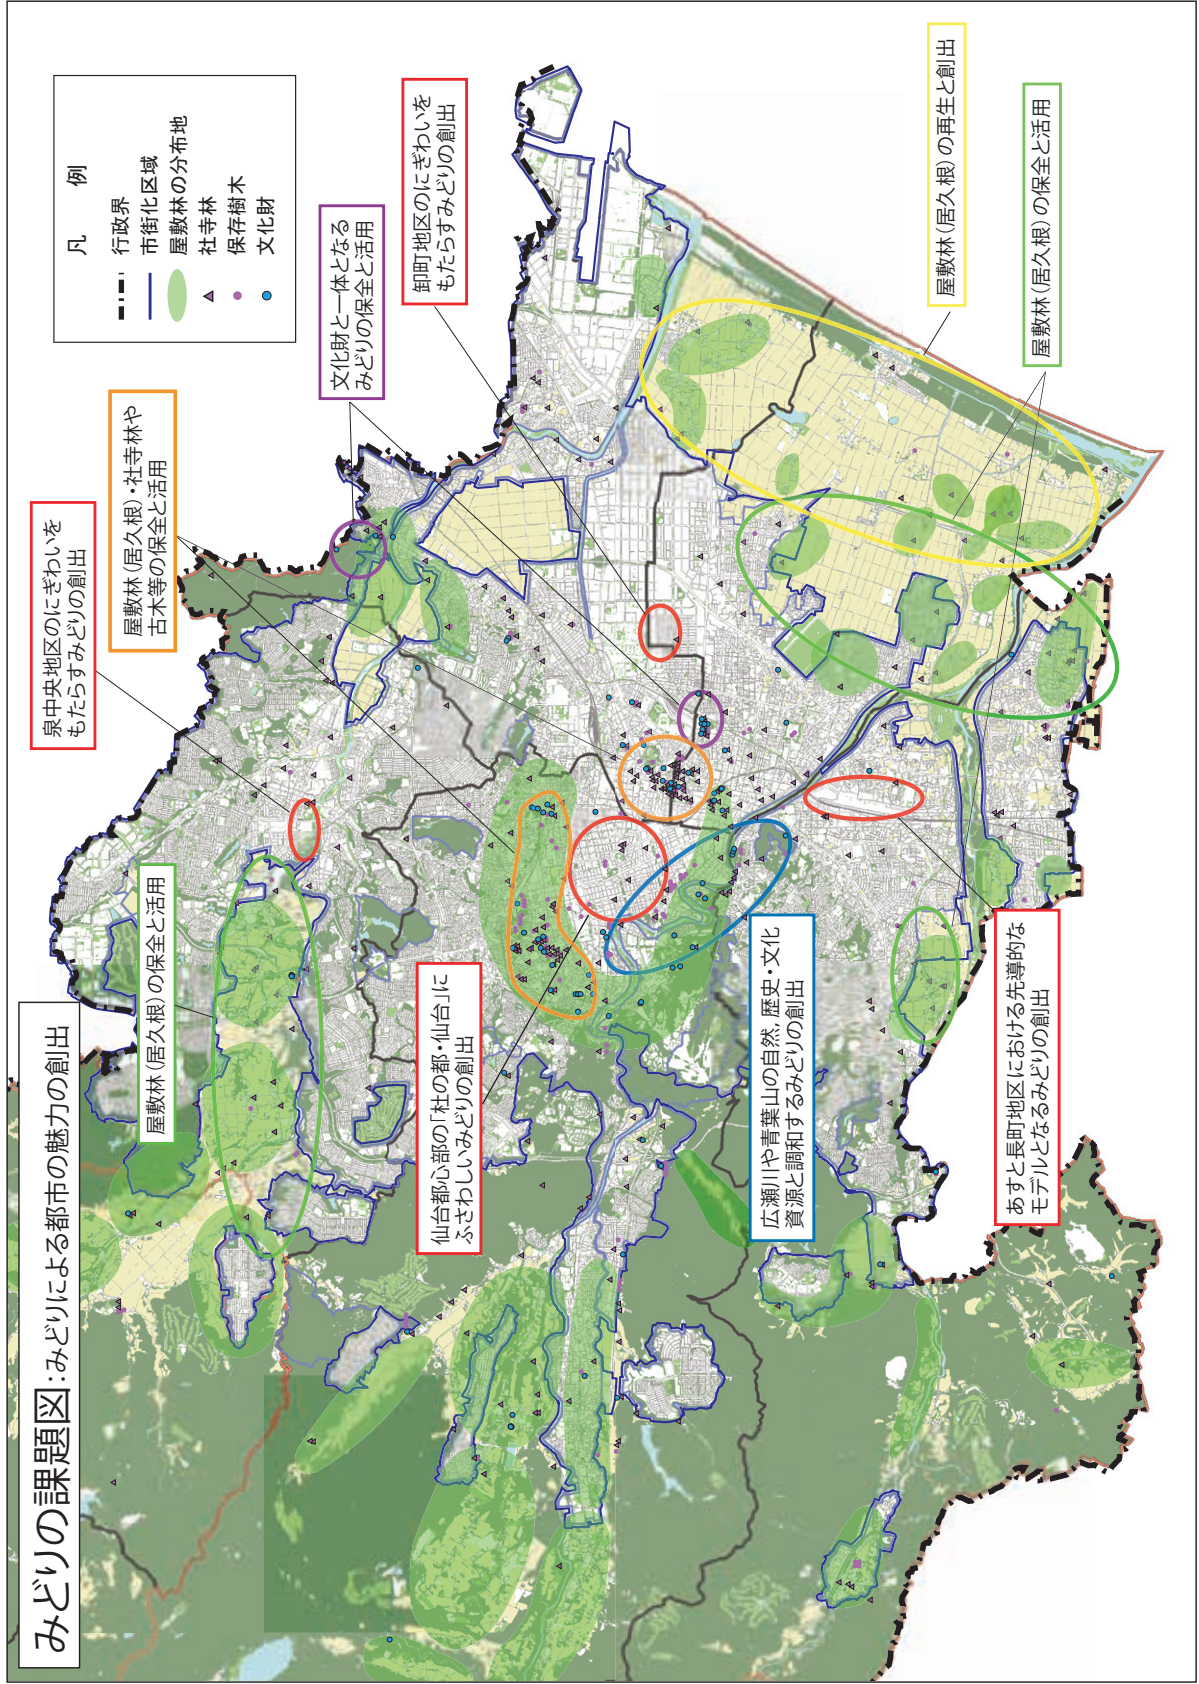 みどりの課題図：みどりによる都市の魅力の創出
凡　例
行政界
市街化区域
屋敷林の分布地
社寺林
保存樹木
文化財
泉中央地区のにぎわいを
もたらすみどりの創出
屋敷林（居久根）・社寺林や
古木等の保全と活用
文化財と一体となる
みどりの保全と活用
卸町地区のにぎわいを
もたらすみどりの創出
屋敷林（居久根）の再生と創出
屋敷林（居久根）の保全と活用
屋敷林（居久根）の保全と活用
仙台都心部の「杜の都・仙台」に
ふさわしいみどりの創出
広瀬川や青葉山の自然，歴史・文化
資源と調和するみどりの創出
あすと長町地区における先導的な
モデルとなるみどりの創出